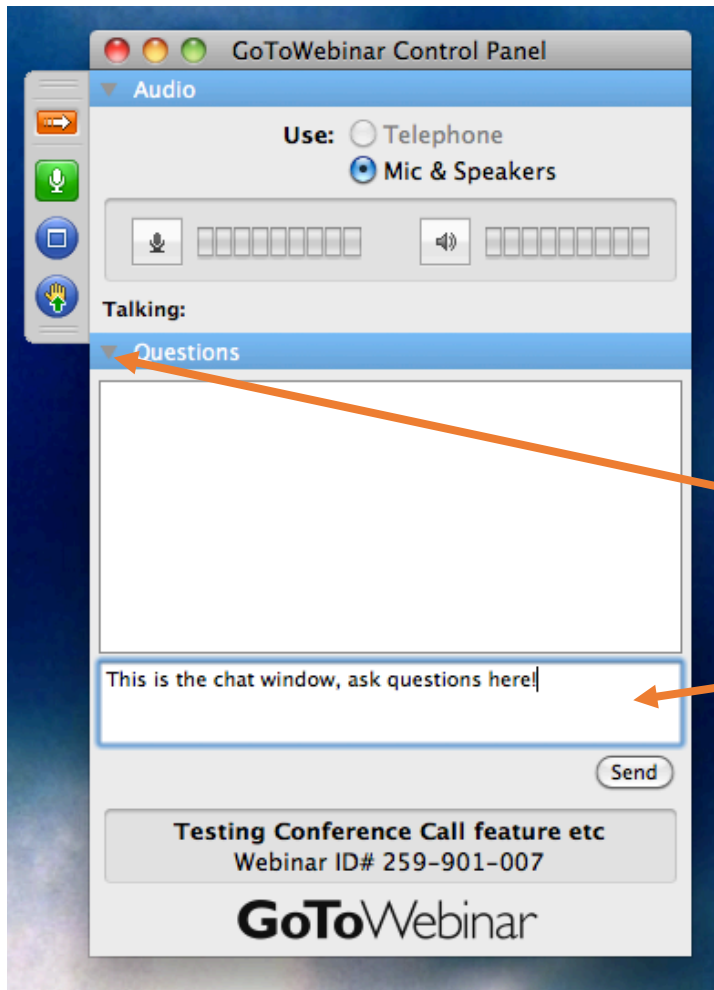 GoToWebinar Control Panel
Audio
Use: Telephone
Mic & Speakers
Talking:
Questions
This is the chat window, ask questions here!
Send
Testing Conference Call feature etc
Webinar ID# 259-901-007
GoToWebinar